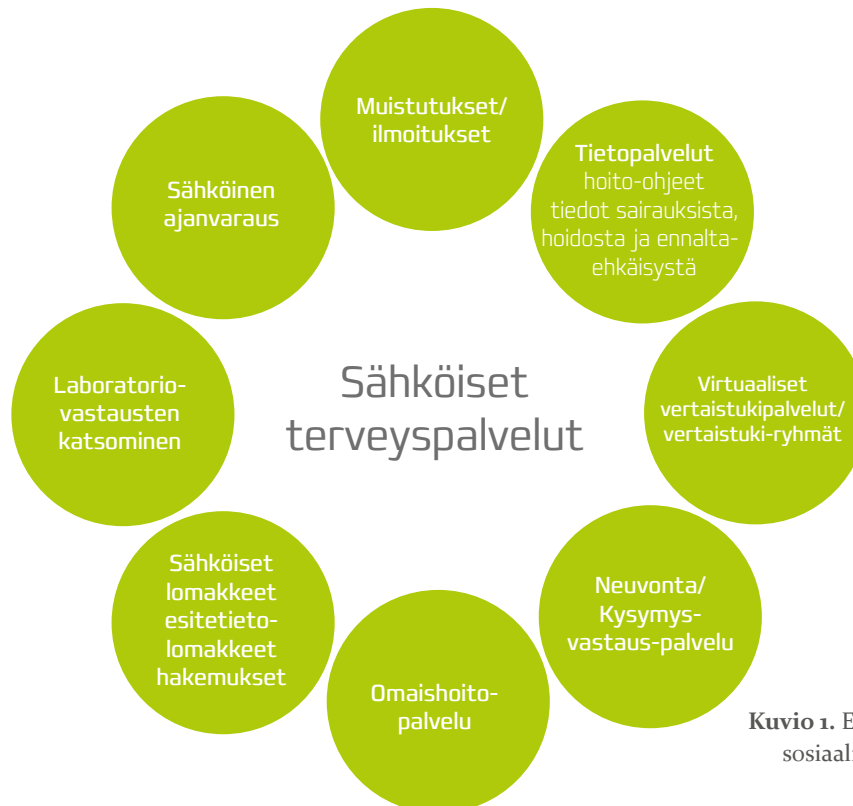 Muistutukset/
ilmoitukset
Tietopalvelut
hoito-ohjeet
tiedot sairauksista,
hoidosta ja ennalta-
ehkäisystä
Virtuaaliset
vertaistukipalvelut/
vertaistuki-ryhmät
Neuvonta/
Kysymys-
vastaus-palvelu
Omaishoito-
palvelu
Sähköiset
lomakkeet
esitetieto-
lomakkeet
hakemukset
Laboratorio-
vastausten
katsominen
Sähköinen
ajanvaraus
Sähköiset
terveyspalvelut
Kuvio 1.